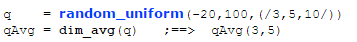 q    = random_uniform(-20,100,(/3,5,10/))
qAvg = dim_avg(q)   ;==>  qAvg(3,5)